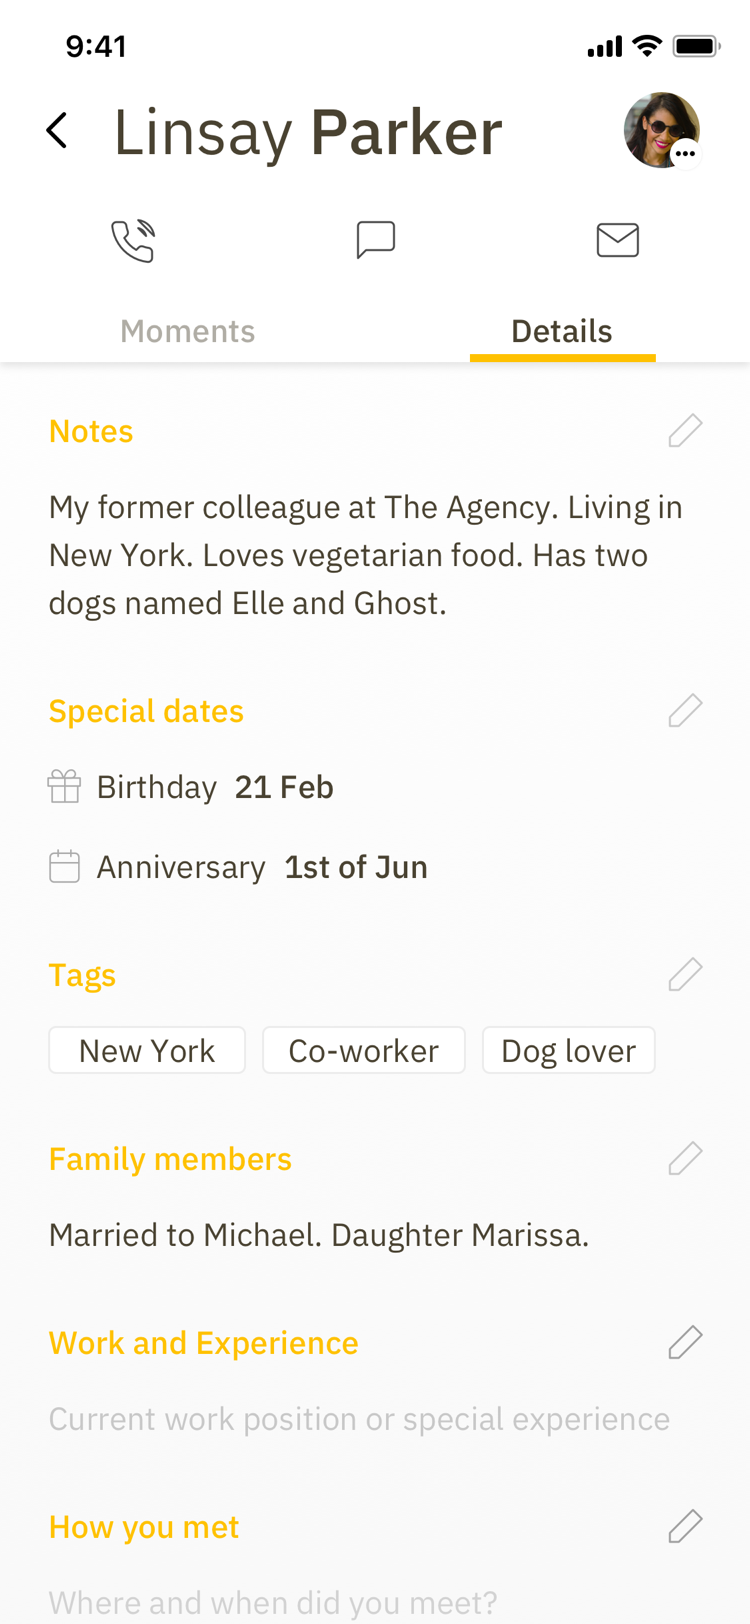 9:41
Linsay Parker
Moments Details
Notes
My former colleague at The Agency. Living in
New York. Loves vegetarian food. Has two
dogs named Elle and Ghost.
Special dates
Birthday 21 Feb
Anniversary 1st of Jun
Tags
New York Co-worker Dog lover
Family members
Married to Michael. Daughter Marissa.
Work and Experience
Current work position or special experience
How you met
Where and when did you meet?